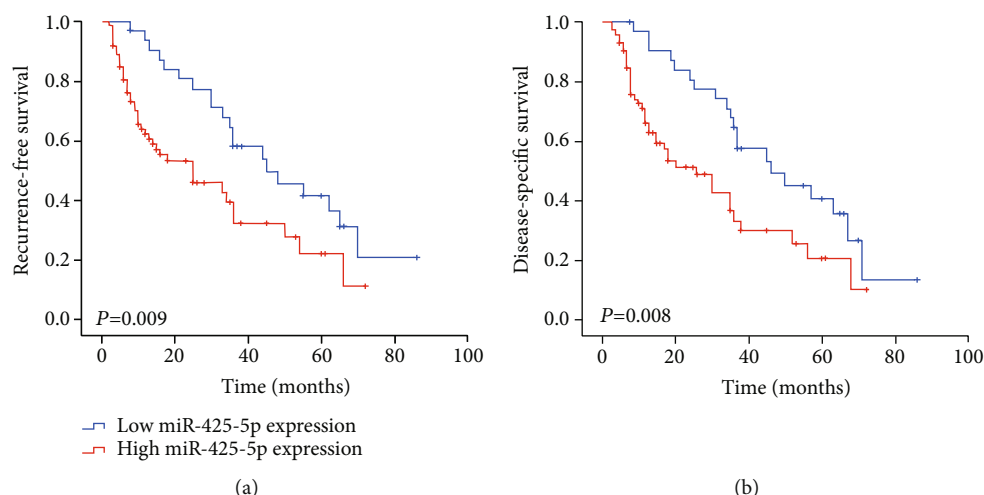 Recurrence-free survival
1.0
0.8
0.6
0.4
0.2
0.0
P=0.009
0 20 40 60 80 100
Time (months)
Low miR-425-5p expression
High miR-425-5p expression
(a)
Disease-specific survival
1.0
0.8
0.6
0.4
0.2
0.0
P=0.008
0 20 40 60 80 100
Time (months)
(b)